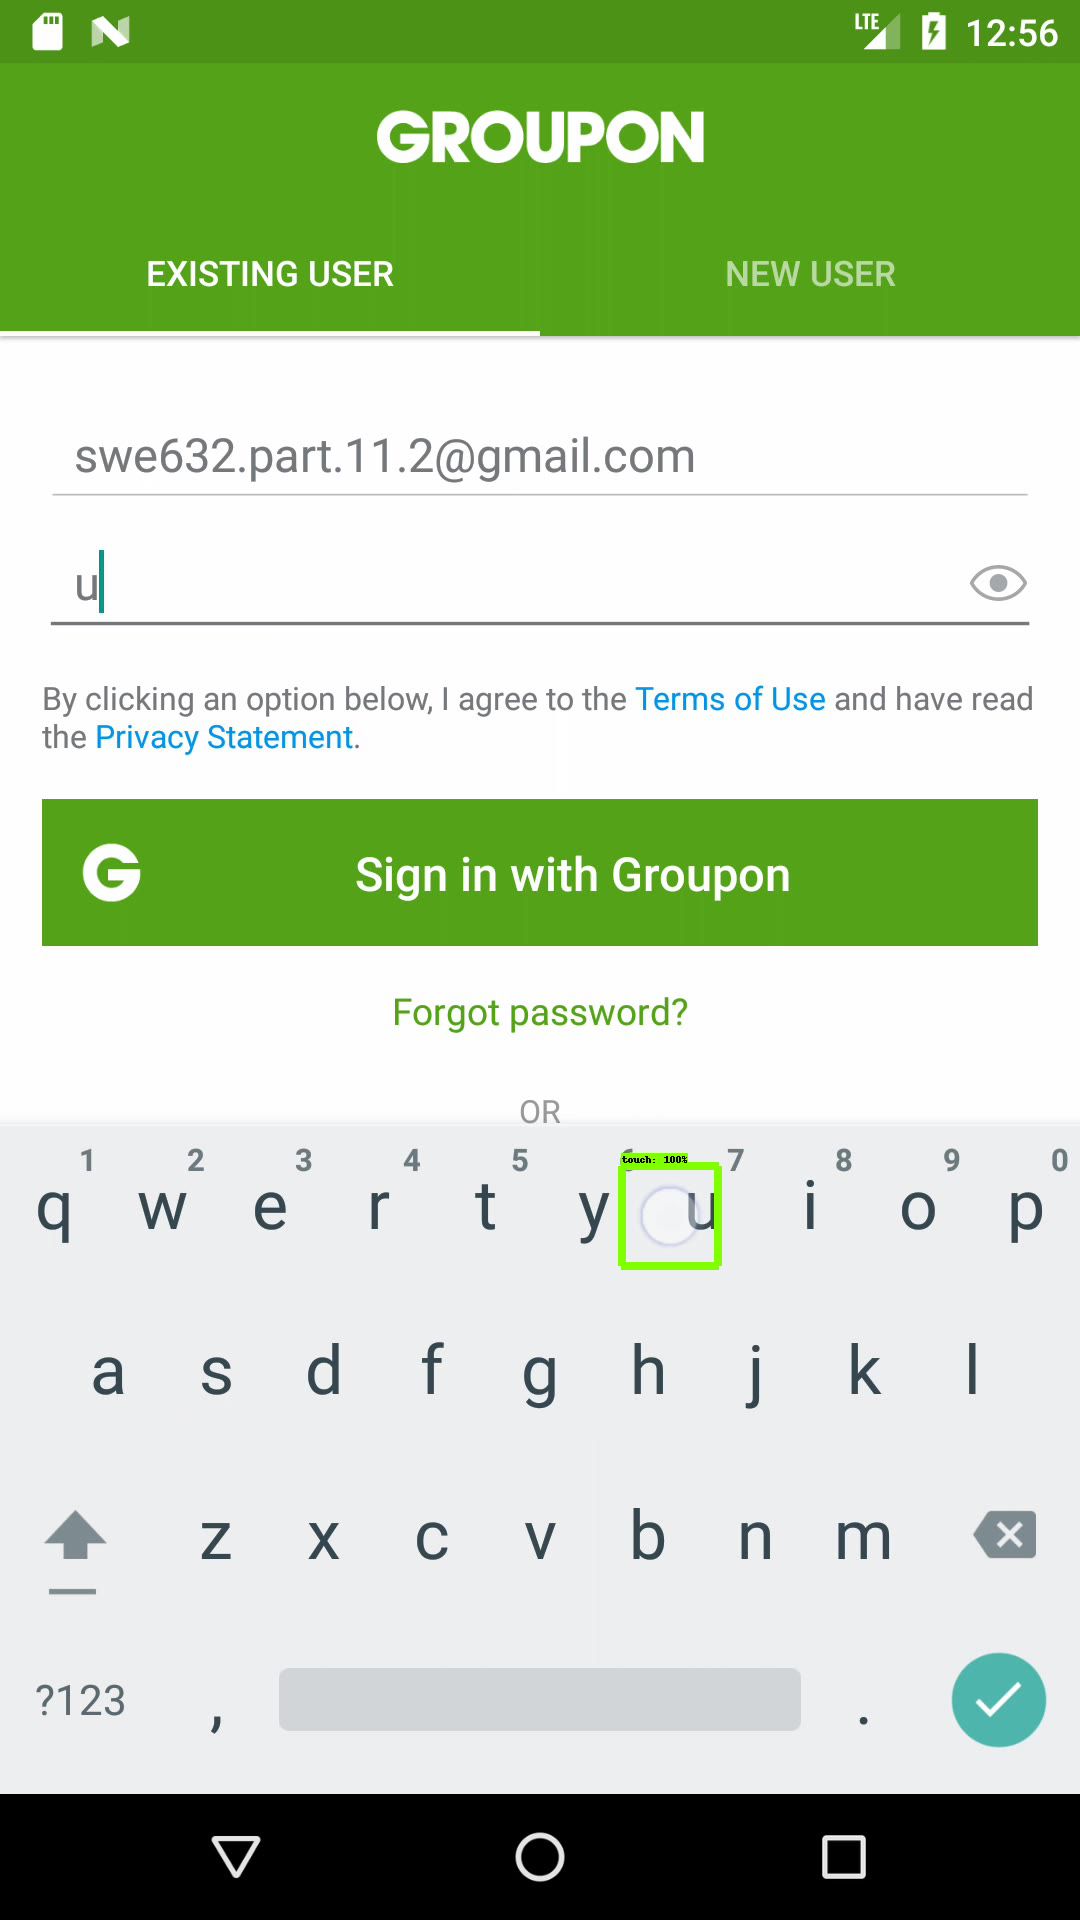 LTE 12:56
GROUPON
EXISTING USER NEW USER
swe632.part.11.2@gmail.com
u
By clicking an option below, I agree to the Terms of Use and have read
the Privacy Statement.
G Sign in with Groupon
Forgot password?
OR
touch: 100%
1 2 3 4 5 6 7 8 9 0
q w e r t y u i o p
a s d f g h j k l
z x c v b n m
?123 , .